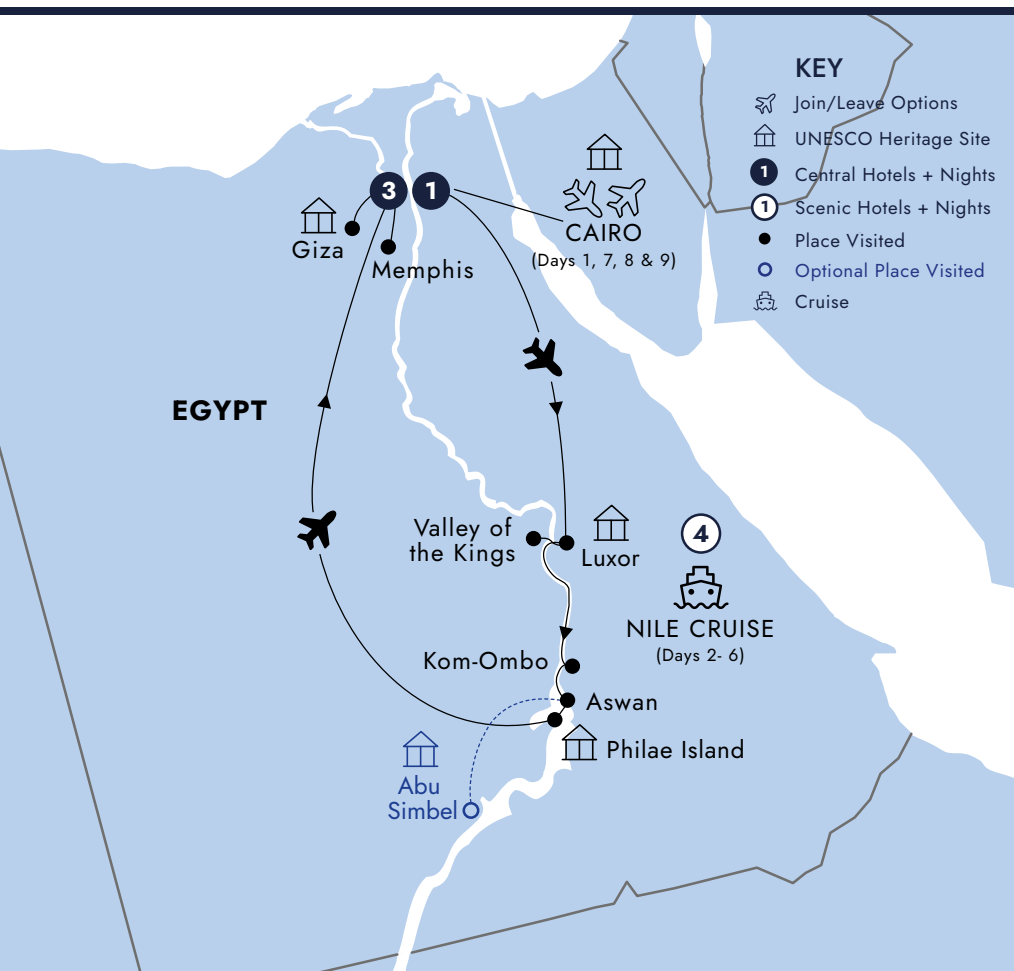 KEY
Join/Leave Options
UNESCO Heritage Site
1 Central Hotels + Nights
1 Scenic Hotels + Nights
Place Visited
Optional Place Visited
Cruise
3 1
CAIRO
(Days 1, 7, 8 & 9)
Giza
Memphis
EGYPT
Valley of
the Kings
Luxor
4
NILE CRUISE
(Days 2- 6)
Kom-Ombo
Aswan
Philae Island
Abu
Simbel